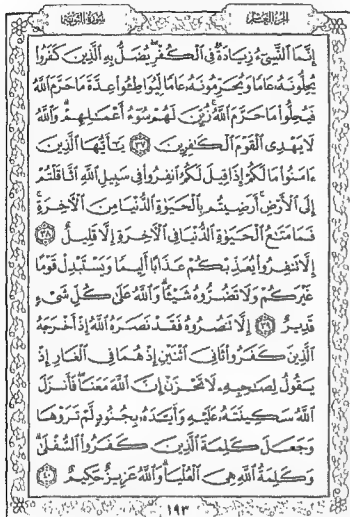 الجزء العاشر
سورة التوبة
إِنَّمَا ٱلنَّسِىٓءُ زِيَادَةٌ فِى ٱلْكُفْرِ يُضَلُّ بِهِ ٱلَّذِينَ كَفَرُوا۟
يُحِلُّونَهُۥ عَامًا وَيُحَرِّمُونَهُۥ عَامًا لِّيُوَاطِـُٔوا۟ عِدَّةَ مَا حَرَّمَ ٱللَّهُ
فَيُحِلُّوا۟ مَا حَرَّمَ ٱللَّهُ زُيِّنَ لَهُمْ سُوٓءُ أَعْمَـٰلِهِمْ وَٱللَّهُ
لَا يَهْدِى ٱلْقَوْمَ ٱلْكَـٰفِرِينَ ٣٧ يَـٰٓأَيُّهَا ٱلَّذِينَ
ءَامَنُوا۟ مَا لَكُمْ إِذَا قِيلَ لَكُمُ ٱنفِرُوا۟ فِى سَبِيلِ ٱللَّهِ ٱثَّاقَلْتُمْ
إِلَى ٱلْأَرْضِ أَرَضِيتُم بِٱلْحَيَوٰةِ ٱلدُّنْيَا مِنَ ٱلْـَٔاخِرَةِ
فَمَا مَتَـٰعُ ٱلْحَيَوٰةِ ٱلدُّنْيَا فِى ٱلْـَٔاخِرَةِ إِلَّا قَلِيلٌ ٣٨
إِلَّا تَنفِرُوا۟ يُعَذِّبْكُمْ عَذَابًا أَلِيمًا وَيَسْتَبْدِلْ قَوْمًا
غَيْرَكُمْ وَلَا تَضُرُّوهُ شَيْـًٔا وَٱللَّهُ عَلَىٰ كُلِّ شَىْءٍ
قَدِيرٌ ٣٩ إِلَّا تَنصُرُوهُ فَقَدْ نَصَرَهُ ٱللَّهُ إِذْ أَخْرَجَهُ
ٱلَّذِينَ كَفَرُوا۟ ثَانِىَ ٱثْنَيْنِ إِذْ هُمَا فِى ٱلْغَارِ إِذْ
يَقُولُ لِصَـٰحِبِهِۦ لَا تَحْزَنْ إِنَّ ٱللَّهَ مَعَنَا فَأَنزَلَ
ٱللَّهُ سَكِينَتَهُۥ عَلَيْهِ وَأَيَّدَهُۥ بِجُنُودٍ لَّمْ تَرَوْهَا
وَجَعَلَ كَلِمَةَ ٱلَّذِينَ كَفَرُوا۟ ٱلسُّفْلَىٰ
وَكَلِمَةُ ٱللَّهِ هِىَ ٱلْعُلْيَا وَٱللَّهُ عَزِيزٌ حَكِيمٌ ٤٠
١٩٣